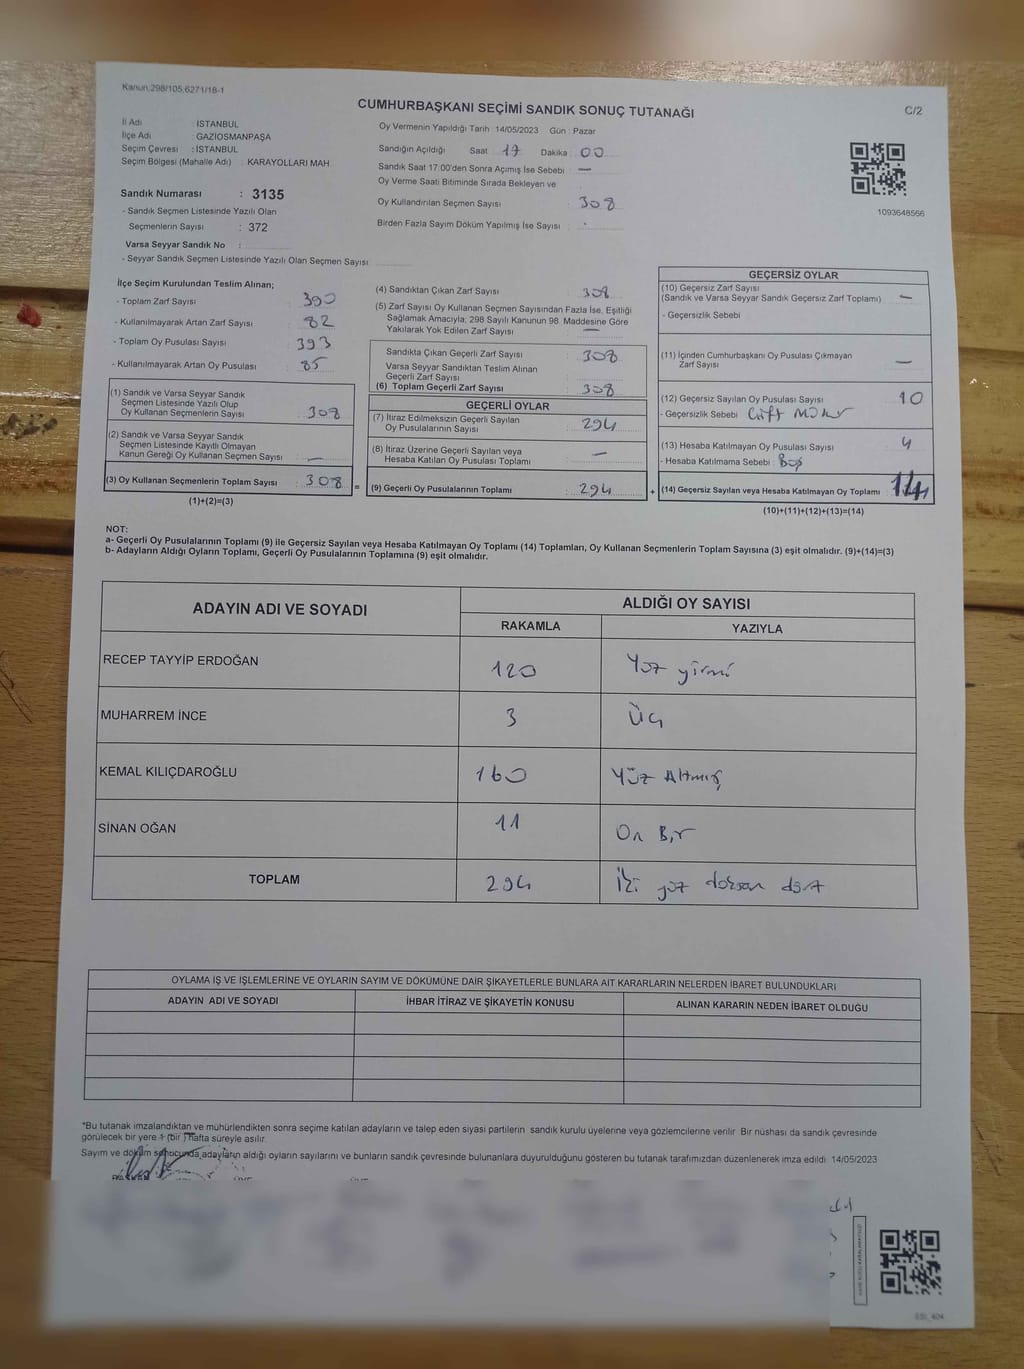 Kanun:298/105,6271/18-1
CUMHURBAŞKANI SEÇİMİ SANDIK SONUÇ TUTANAĞI
C/2
İl Adı : İSTANBUL
İlçe Adı : GAZİOSMANPAŞA
Seçim Çevresi : İSTANBUL
Seçim Bölgesi (Mahalle Adı) : KARAYOLLARI MAH.
Sandık Numarası : 3135
- Sandık Seçmen Listesinde Yazılı Olan
Seçmenlerin Sayısı : 372
Varsa Seyyar Sandık No :
- Seyyar Sandık Seçmen Listesinde Yazılı Olan Seçmen Sayısı
Oy Vermenin Yapıldığı Tarih :14/05/2023 Gün : Pazar
Sandığın Açıldığı Saat 17 Dakika : 00
Sandık Saat 17:00'den Sonra Açımış İse Sebebi : —
Oy Verme Saati Bitiminde Sırada Bekleyen ve
Oy Kullandırılan Seçmen Sayısı : 308
Birden Fazla Sayım Döküm Yapılmış İse Sayısı :
1093648566
İlçe Seçim Kurulundan Teslim Alınan;
- Toplam Zarf Sayısı : 390
- Kullanılmayarak Artan Zarf Sayısı : 82
- Toplam Oy Pusulası Sayısı : 393
- Kullanılmayarak Artan Oy Pusulası : 85
(1) Sandık ve Varsa Seyyar Sandık
Seçmen Listesinde Yazılı Olup
Oy Kullanan Seçmenlerin Sayısı : 308
(2) Sandık ve Varsa Seyyar Sandık
Seçmen Listesinde Kayıtlı Olmayan
Kanun Gereği Oy Kullanan Seçmen Sayısı : —
(3) Oy Kullanan Seçmenlerin Toplam Sayısı : 308 =
(1)+(2)=(3)
(4) Sandıktan Çıkan Zarf Sayısı : 308
(5) Zarf Sayısı Oy Kullanan Seçmen Sayısından Fazla İse, Eşitliği
Sağlamak Amacıyla; 298 Sayılı Kanunun 98. Maddesine Göre
Yakılarak Yok Edilen Zarf Sayısı : —
Sandıkta Çıkan Geçerli Zarf Sayısı : 308
Varsa Seyyar Sandıktan Teslim Alınan
Geçerli Zarf Sayısı
(6) Toplam Geçerli Zarf Sayısı : 308
GEÇERLİ OYLAR
(7) İtiraz Edilmeksizin Geçerli Sayılan
Oy Pusulalarının Sayısı : 294
(8) İtiraz Üzerine Geçerli Sayılan veya
Hesaba Katılan Oy Pusulası Toplamı : —
(9) Geçerli Oy Pusulalarının Toplamı : 294 +
GEÇERSİZ OYLAR
(10) Geçersiz Zarf Sayısı
(Sandık ve Varsa Seyyar Sandık Geçersiz Zarf Toplamı) : —
- Geçersizlik Sebebi
(11) İçinden Cumhurbaşkanı Oy Pusulası Çıkmayan
Zarf Sayısı : —
(12) Geçersiz Sayılan Oy Pusulası Sayısı : 10
- Geçersizlik Sebebi : Çift Mühür
(13) Hesaba Katılmayan Oy Pusulası Sayısı : 4
- Hesaba Katılmama Sebebi : Boş
(14) Geçersiz Sayılan veya Hesaba Katılmayan Oy Toplamı : 14
(10)+(11)+(12)+(13)=(14)
NOT:
a- Geçerli Oy Pusulalarının Toplamı (9) ile Geçersiz Sayılan veya Hesaba Katılmayan Oy Toplamı (14) Toplamları, Oy Kullanan Seçmenlerin Toplam Sayısına (3) eşit olmalıdır. (9)+(14)=(3)
b- Adayların Aldığı Oyların Toplamı, Geçerli Oy Pusulalarının Toplamına (9) eşit olmalıdır.
ADAYIN ADI VE SOYADI
ALDIĞI OY SAYISI
RAKAMLA YAZIYLA
RECEP TAYYİP ERDOĞAN 120 Yüz yirmi
MUHARREM İNCE 3 Üç
KEMAL KILIÇDAROĞLU 160 Yüz Altmış
SİNAN OĞAN 11 On Bir
TOPLAM 294 İki yüz doksan dört
OYLAMA İŞ VE İŞLEMLERİNE VE OYLARIN SAYIM VE DÖKÜMÜNE DAİR ŞİKAYETLERLE BUNLARA AİT KARARLARIN NELERDEN İBARET BULUNDUKLARI
ADAYIN ADI VE SOYADI İHBAR İTİRAZ VE ŞİKAYETİN KONUSU ALINAN KARARIN NEDEN İBARET OLDUĞU
*Bu tutanak imzalandıktan ve mühürlendikten sonra seçime katılan adayların ve talep eden siyasi partilerin sandık kurulu üyelerine veya gözlemcilerine verilir. Bir nüshası da sandık çevresinde
görülecek bir yere 1 (bir ) hafta süreyle asılır.
Sayım ve döküm sonucunda adayların aldığı oyların sayılarını ve bunların sandık çevresinde bulunanlara duyurulduğunu gösteren bu tutanak tarafımızdan düzenlenerek imza edildi. 14/05/2023